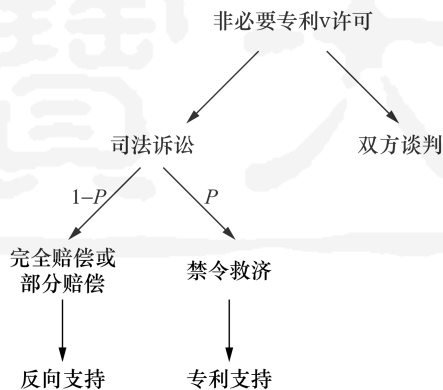 非必要专利v许可
司法诉讼
双方谈判
1–P
P
完全赔偿或
部分赔偿
禁令救济
反向支持
专利支持